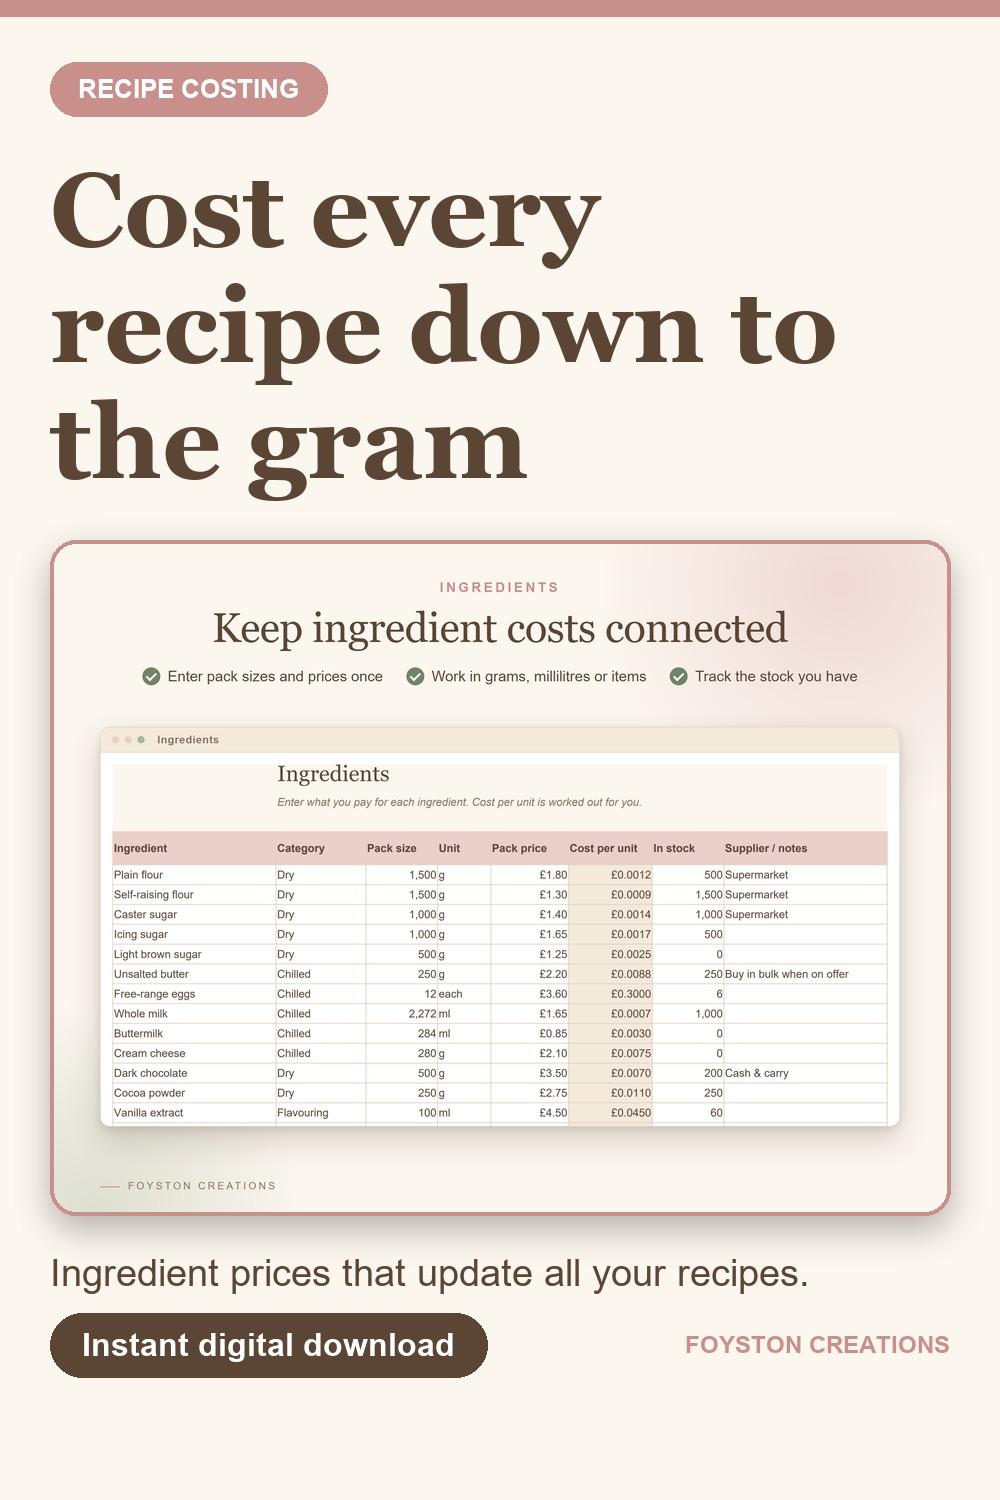 RECIPE COSTING
Cost every
recipe down to
the gram
INGREDIENTS
Keep ingredient costs connected
Enter pack sizes and prices once Work in grams, millilitres or items Track the stock you have
Ingredients
Ingredients
Enter what you pay for each ingredient. Cost per unit is worked out for you.
Ingredient Category Pack size Unit Pack price Cost per unit In stock Supplier / notes
Plain flour Dry 1,500 g £1.80 £0.0012 500 Supermarket
Self-raising flour Dry 1,500 g £1.30 £0.0009 1,500 Supermarket
Caster sugar Dry 1,000 g £1.40 £0.0014 1,000 Supermarket
Icing sugar Dry 1,000 g £1.65 £0.0017 500
Light brown sugar Dry 500 g £1.25 £0.0025 0
Unsalted butter Chilled 250 g £2.20 £0.0088 250 Buy in bulk when on offer
Free-range eggs Chilled 12 each £3.60 £0.3000 6
Whole milk Chilled 2,272 ml £1.65 £0.0007 1,000
Buttermilk Chilled 284 ml £0.85 £0.0030 0
Cream cheese Chilled 280 g £2.10 £0.0075 0
Dark chocolate Dry 500 g £3.50 £0.0070 200 Cash & carry
Cocoa powder Dry 250 g £2.75 £0.0110 250
Vanilla extract Flavouring 100 ml £4.50 £0.0450 60
FOYSTON CREATIONS
Ingredient prices that update all your recipes.
Instant digital download
FOYSTON CREATIONS